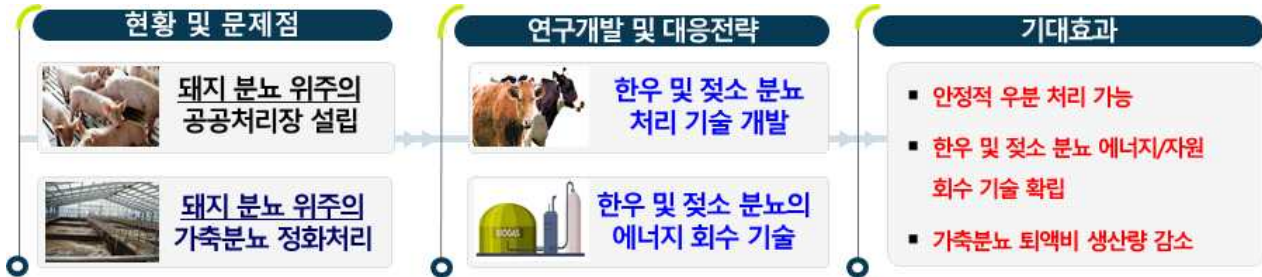 현황 및 문제점
돼지 분뇨 위주의
공공처리장 설립
돼지 분뇨 위주의
가축분뇨 정화처리
연구개발 및 대응전략
한우 및 젖소 분뇨
처리 기술 개발
BIOGAS
한우 및 젖소 분뇨의
에너지 회수 기술
기대효과
▪ 안정적 우분 처리 가능
▪ 한우 및 젖소 분뇨 에너지/자원
회수 기술 확립
▪ 가축분뇨 퇴액비 생산량 감소